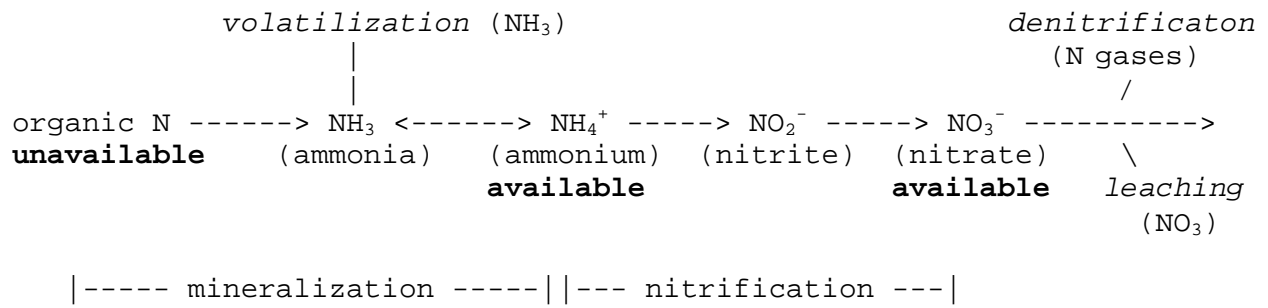 volatilization (NH₃) denitrificaton
| (N gases)
| /
organic N ------> NH₃ <------> NH₄⁺ -----> NO₂⁻ -----> NO₃⁻ ---------->
unavailable (ammonia) (ammonium) (nitrite) (nitrate) \
available available leaching
(NO₃)
|----- mineralization -----||--- nitrification ---|